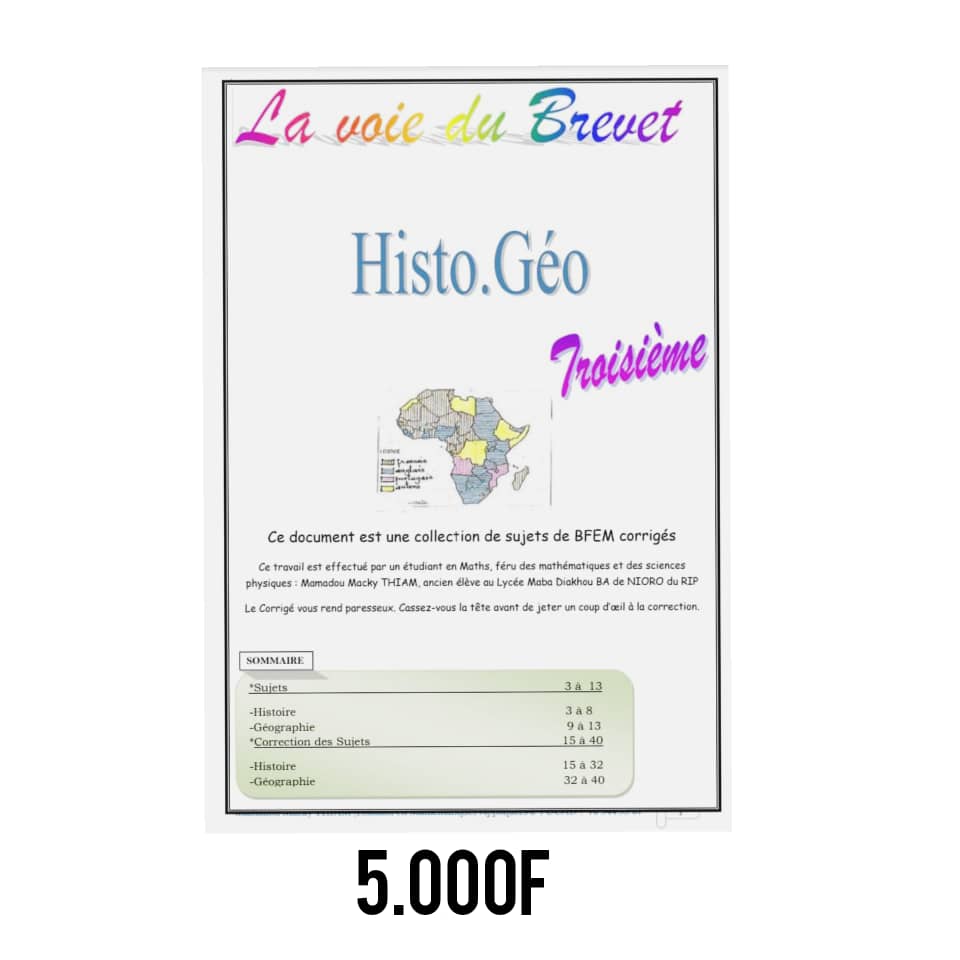 La voie du Brevet
Histo.Géo
Troisième
Ce document est une collection de sujets de BFEM corrigés
Ce travail est effectué par un étudiant en Maths, féru des mathématiques et des sciences
physiques : Mamadou Macky THIAM, ancien élève au Lycée Maba Diakhou BA de NIORO du RIP
Le Corrigé vous rend paresseux. Cassez-vous la tête avant de jeter un coup d'œil à la correction.
SOMMAIRE
*Sujets 3 à 13
-Histoire 3 à 8
-Géographie 9 à 13
*Correction des Sujets 15 à 40
-Histoire 15 à 32
-Géographie 32 à 40
5.000F